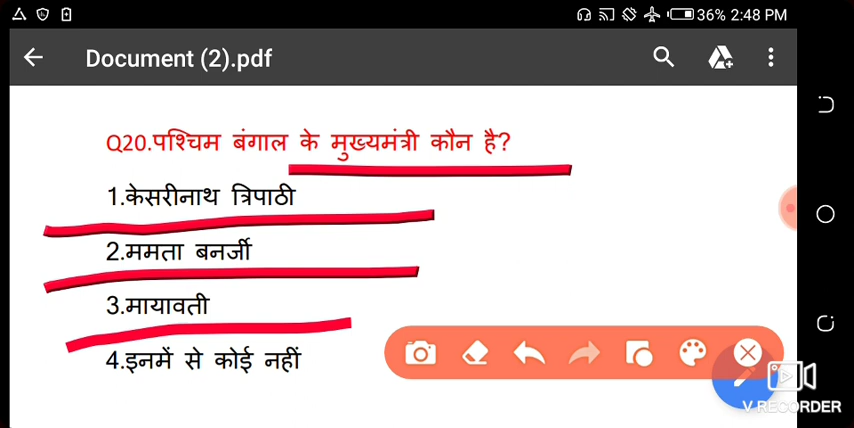 36% 2:48 PM
Document (2).pdf
Q20.पश्चिम बंगाल के मुख्यमंत्री कौन है?
1.केसरीनाथ त्रिपाठी
2.ममता बनर्जी
3.मायावती
4.इनमें से कोई नहीं
V RECORDER